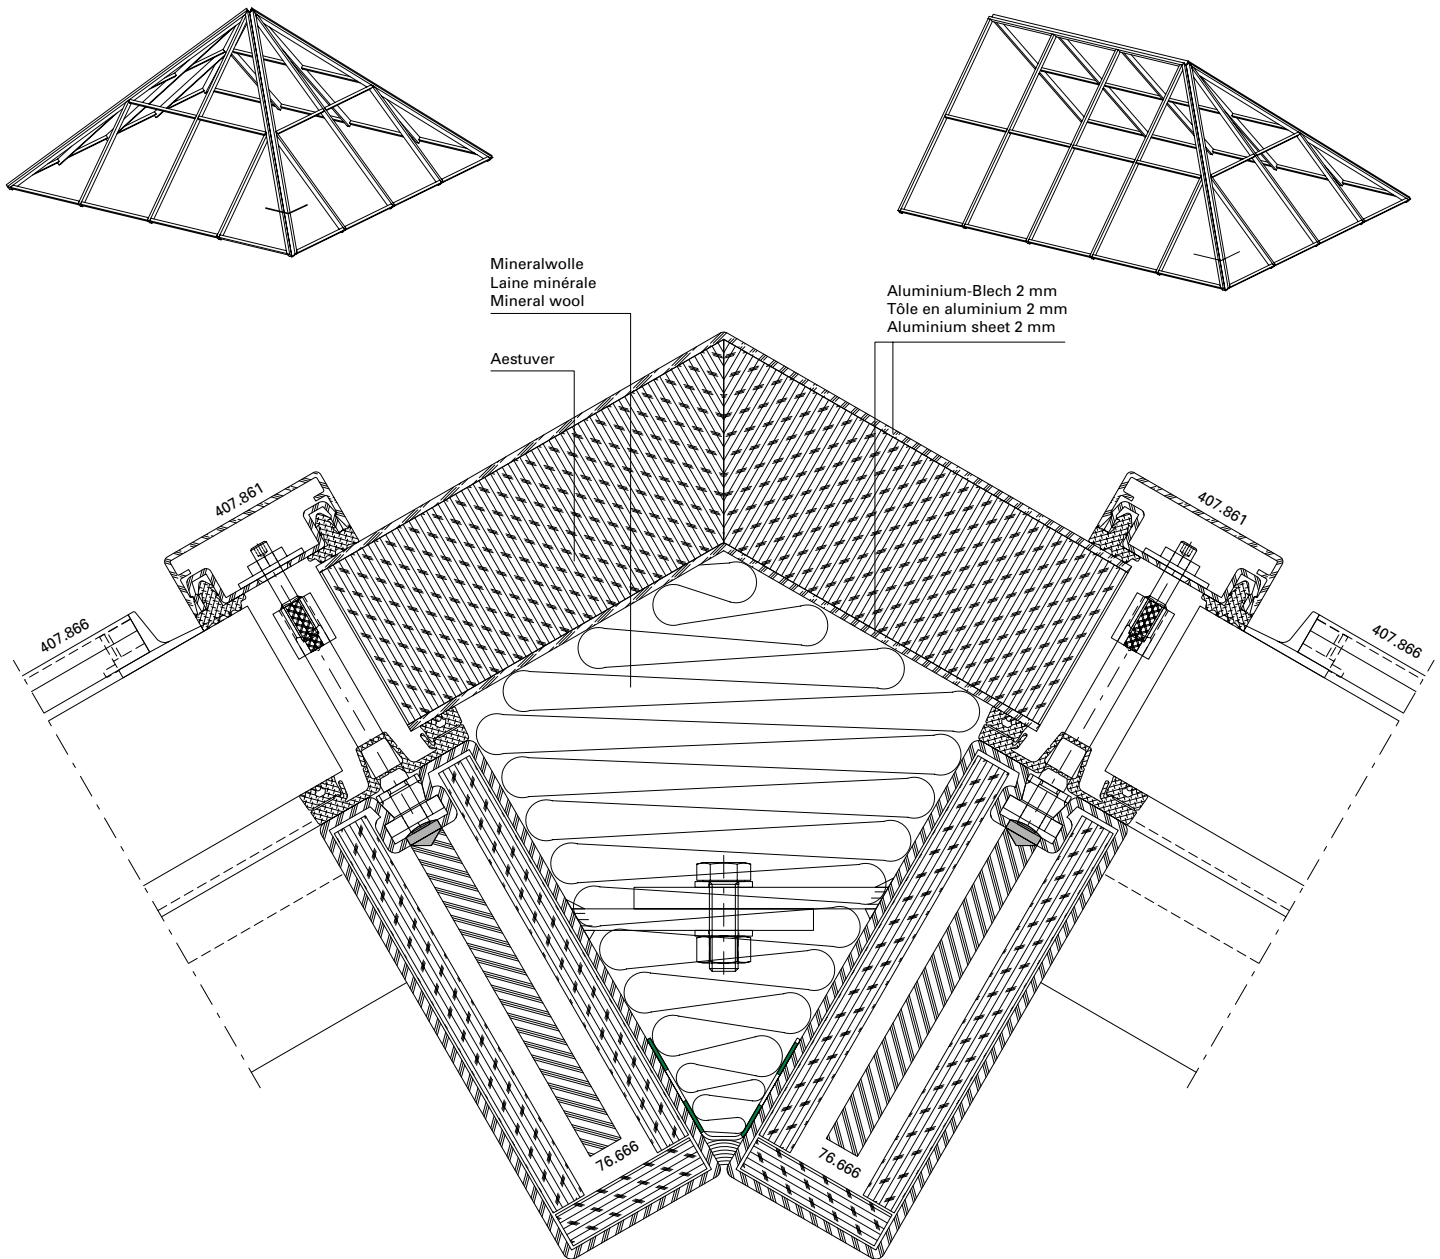 Mineralwolle
Laine minérale
Mineral wool
Aestuver
Aluminium-Blech 2 mm
Tôle en aluminium 2 mm
Aluminium sheet 2 mm
407.861
407.861
407.866
407.866
76.666
76.666